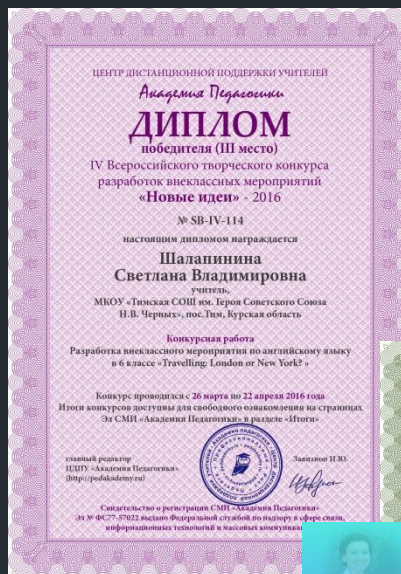 ЦЕНТР ДИСТАНЦИОННОЙ ПОДДЕРЖКИ УЧИТЕЛЕЙ
Академия Педагогики
ДИПЛОМ
победителя (III место)
IV Всероссийского творческого конкурса
разработок внеклассных мероприятий
«Новые идеи» - 2016
№ SB-IV-114
настоящим дипломом награждается
Шалапинина
Светлана Владимировна
учитель,
МКОУ «Тимская СОШ им. Героя Советского Союза
Н.В. Черных», пос.Тим, Курская область
Конкурсная работа
Разработка внеклассного мероприятия по английскому языку
в 6 классе «Travelling: London or New York? »
Конкурс проводился с 26 марта по 22 апреля 2016 года
Итоги конкурсов доступны для свободного ознакомления на страницах
Эл СМИ «Академия Педагогики» в разделе «Итоги»
главный редактор
ЦДПУ «Академия Педагогики»
(http://pedakademy.ru)
Завизион И.Ю.
Свидетельство о регистрации СМИ «Академия Педагогики»
Эл № ФС77-57022 выдано Федеральной службой по надзору в сфере связи,
информационных технологий и массовых